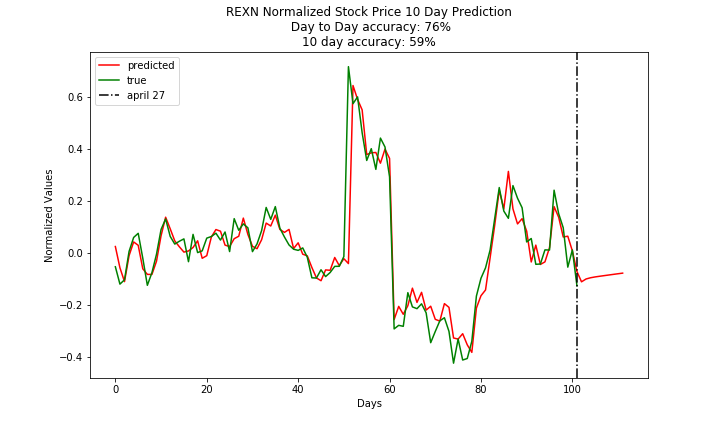 REXN Normalized Stock Price 10 Day Prediction
Day to Day accuracy: 76%
10 day accuracy: 59%
predicted
true
april 27
Normalized Values
0.6
0.4
0.2
0.0
−0.2
−0.4
0 20 40 60 80 100
Days